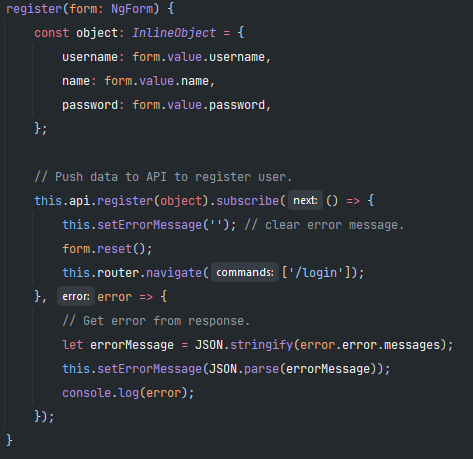 register(form: NgForm) {
    const object: InlineObject = {
        username: form.value.username,
        name: form.value.name,
        password: form.value.password,
    };

    // Push data to API to register user.
    this.api.register(object).subscribe( next: () => {
        this.setErrorMessage(''); // clear error message.
        form.reset();
        this.router.navigate( commands: ['/login']);
    }, error: error => {
        // Get error from response.
        let errorMessage = JSON.stringify(error.error.messages);
        this.setErrorMessage(JSON.parse(errorMessage));
        console.log(error);
    });
}